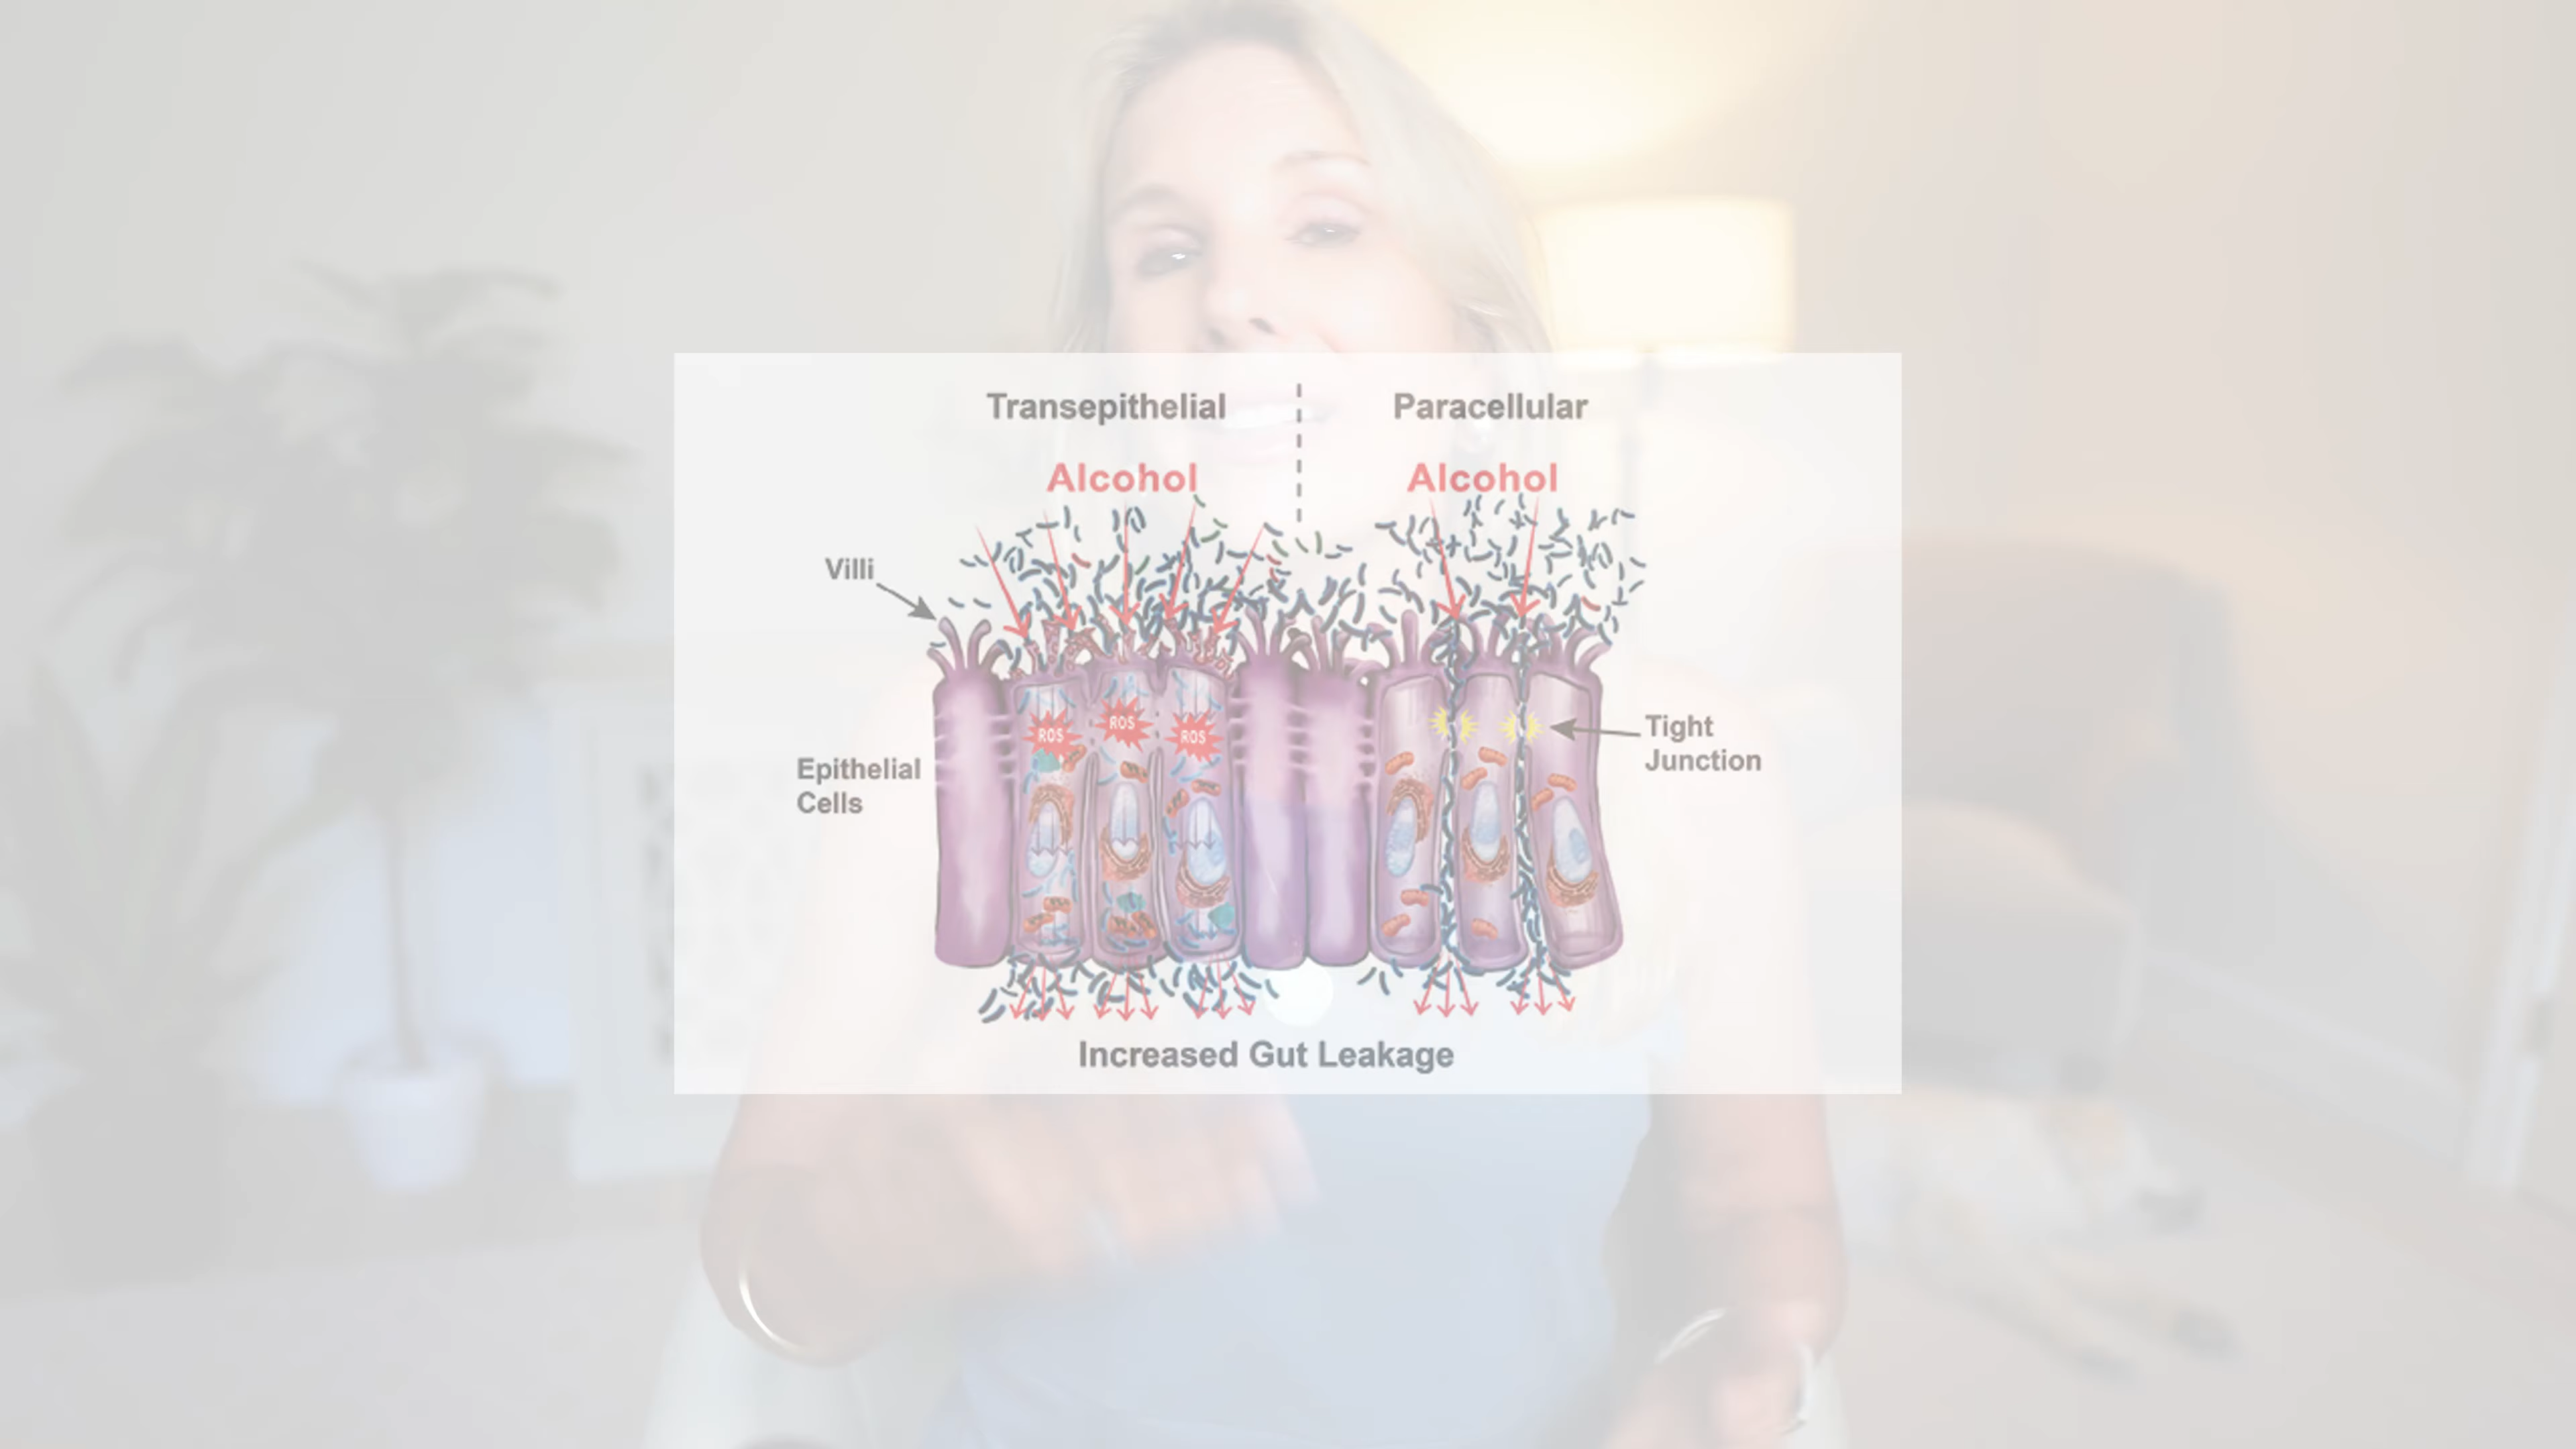 Transepithelial
Paracellular
Alcohol
Alcohol
Villi
ROS
ROS
ROS
Tight
Junction
Epithelial
Cells
Increased Gut Leakage